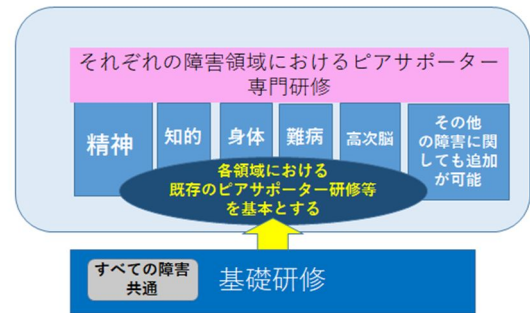 それぞれの障害領域におけるピアサポーター
専門研修
精神
知的
身体
難病
高次脳
その他
の障害に関
しても追加
が可能
各領域における
既存のピアサポーター研修等
を基本とする
すべての障害
共通
基礎研修